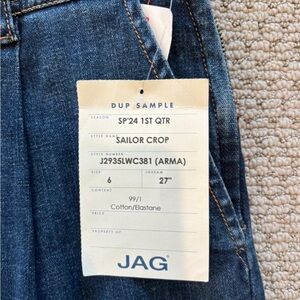 DUP SAMPLE
SEASON
SP'24 1ST QTR
STYLE NAME
SAILOR CROP
STYLE NUMBER
J2935LWC381 (ARMA)
SIZE INSEAM
6 27"
CONTENT
99/1
Cotton/Elastane
PRICE
PROPERTY OF
JAG